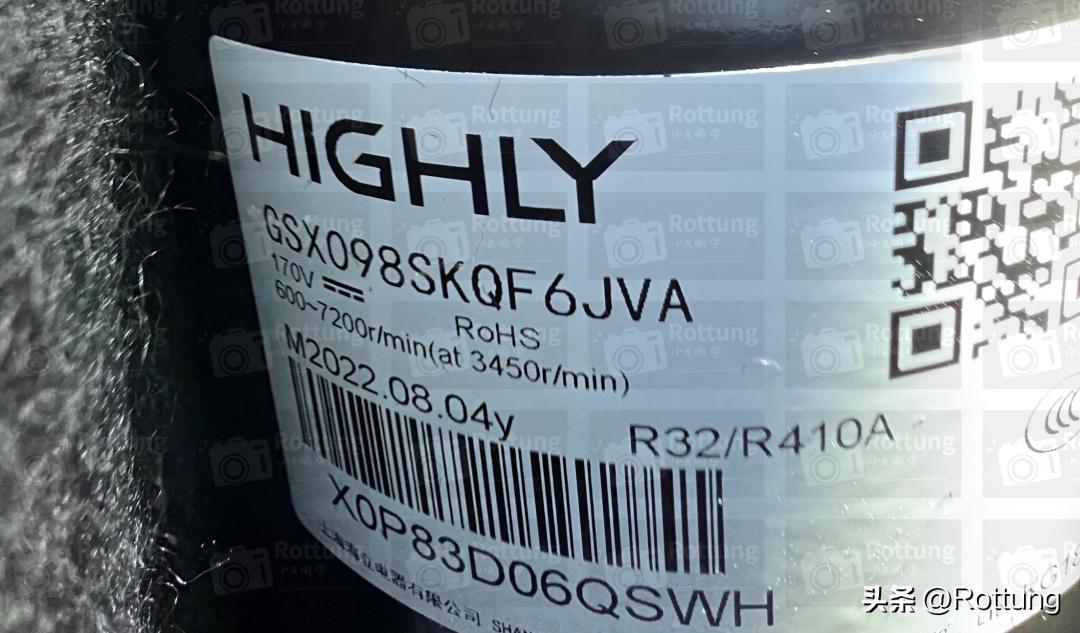 HIGHLY
GSX098SKQF6JVA
170V
RoHS
600~7200r/min(at 3450r/min)
M2022.08.04y
R32/R410A
X0P83D06QSWH
上海海立电器有限公司 SHAN
头条 @Rottung